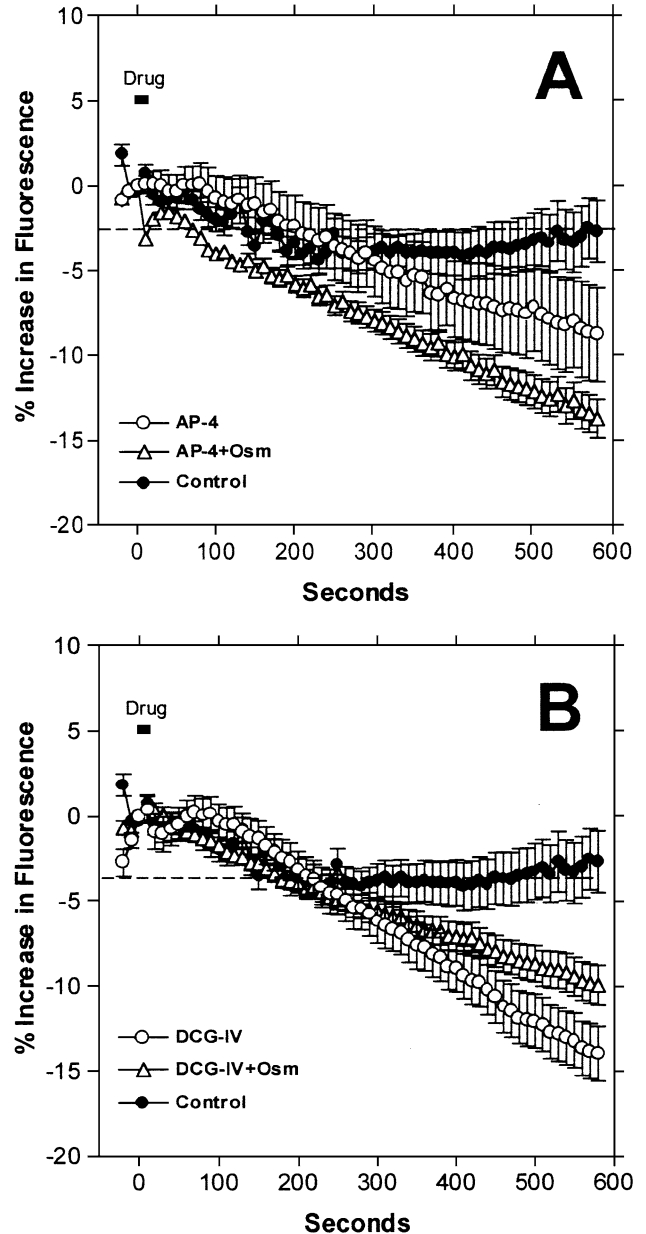 10
A
Drug
5
0
-5
-10
-15
-20
% Increase in Fluorescence
AP-4
AP-4+Osm
Control
0 100 200 300 400 500 600
Seconds
10
B
Drug
5
0
-5
-10
-15
-20
% Increase in Fluorescence
DCG-IV
DCG-IV+Osm
Control
0 100 200 300 400 500 600
Seconds